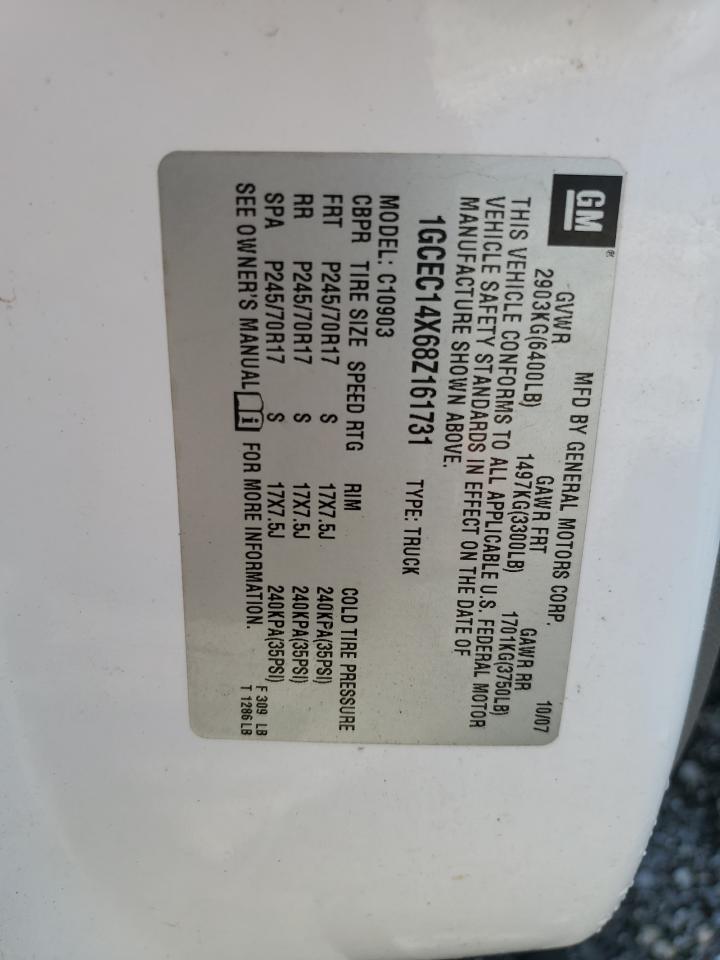 GM ®
MFD BY GENERAL MOTORS CORP. 10/07
GVWR GAWR FRT GAWR RR
2903KG(6400LB) 1497KG(3300LB) 1701KG(3750LB)
THIS VEHICLE CONFORMS TO ALL APPLICABLE U.S. FEDERAL MOTOR
VEHICLE SAFETY STANDARDS IN EFFECT ON THE DATE OF
MANUFACTURE SHOWN ABOVE.
1GCEC14X68Z161731 TYPE: TRUCK
MODEL: C10903
CBPR TIRE SIZE SPEED RTG RIM COLD TIRE PRESSURE
FRT P245/70R17 S 17X7.5J 240KPA(35PSI)
RR P245/70R17 S 17X7.5J 240KPA(35PSI)
SPA P245/70R17 S 17X7.5J 240KPA(35PSI)
SEE OWNER'S MANUAL i FOR MORE INFORMATION.
F 309 LB
T 1286 LB